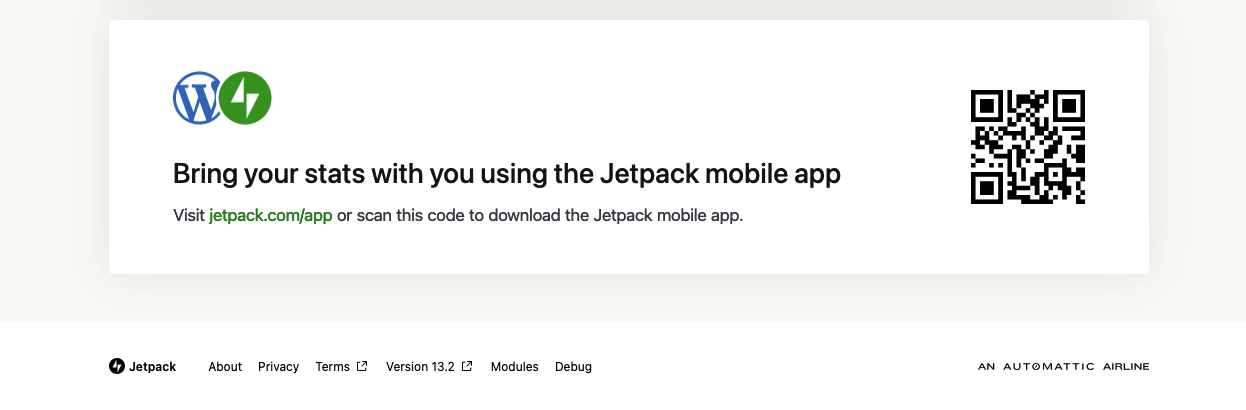 Bring your stats with you using the Jetpack mobile app
Visit jetpack.com/app or scan this code to download the Jetpack mobile app.
Jetpack About Privacy Terms Version 13.2 Modules Debug AN AUTOMATTIC AIRLINE